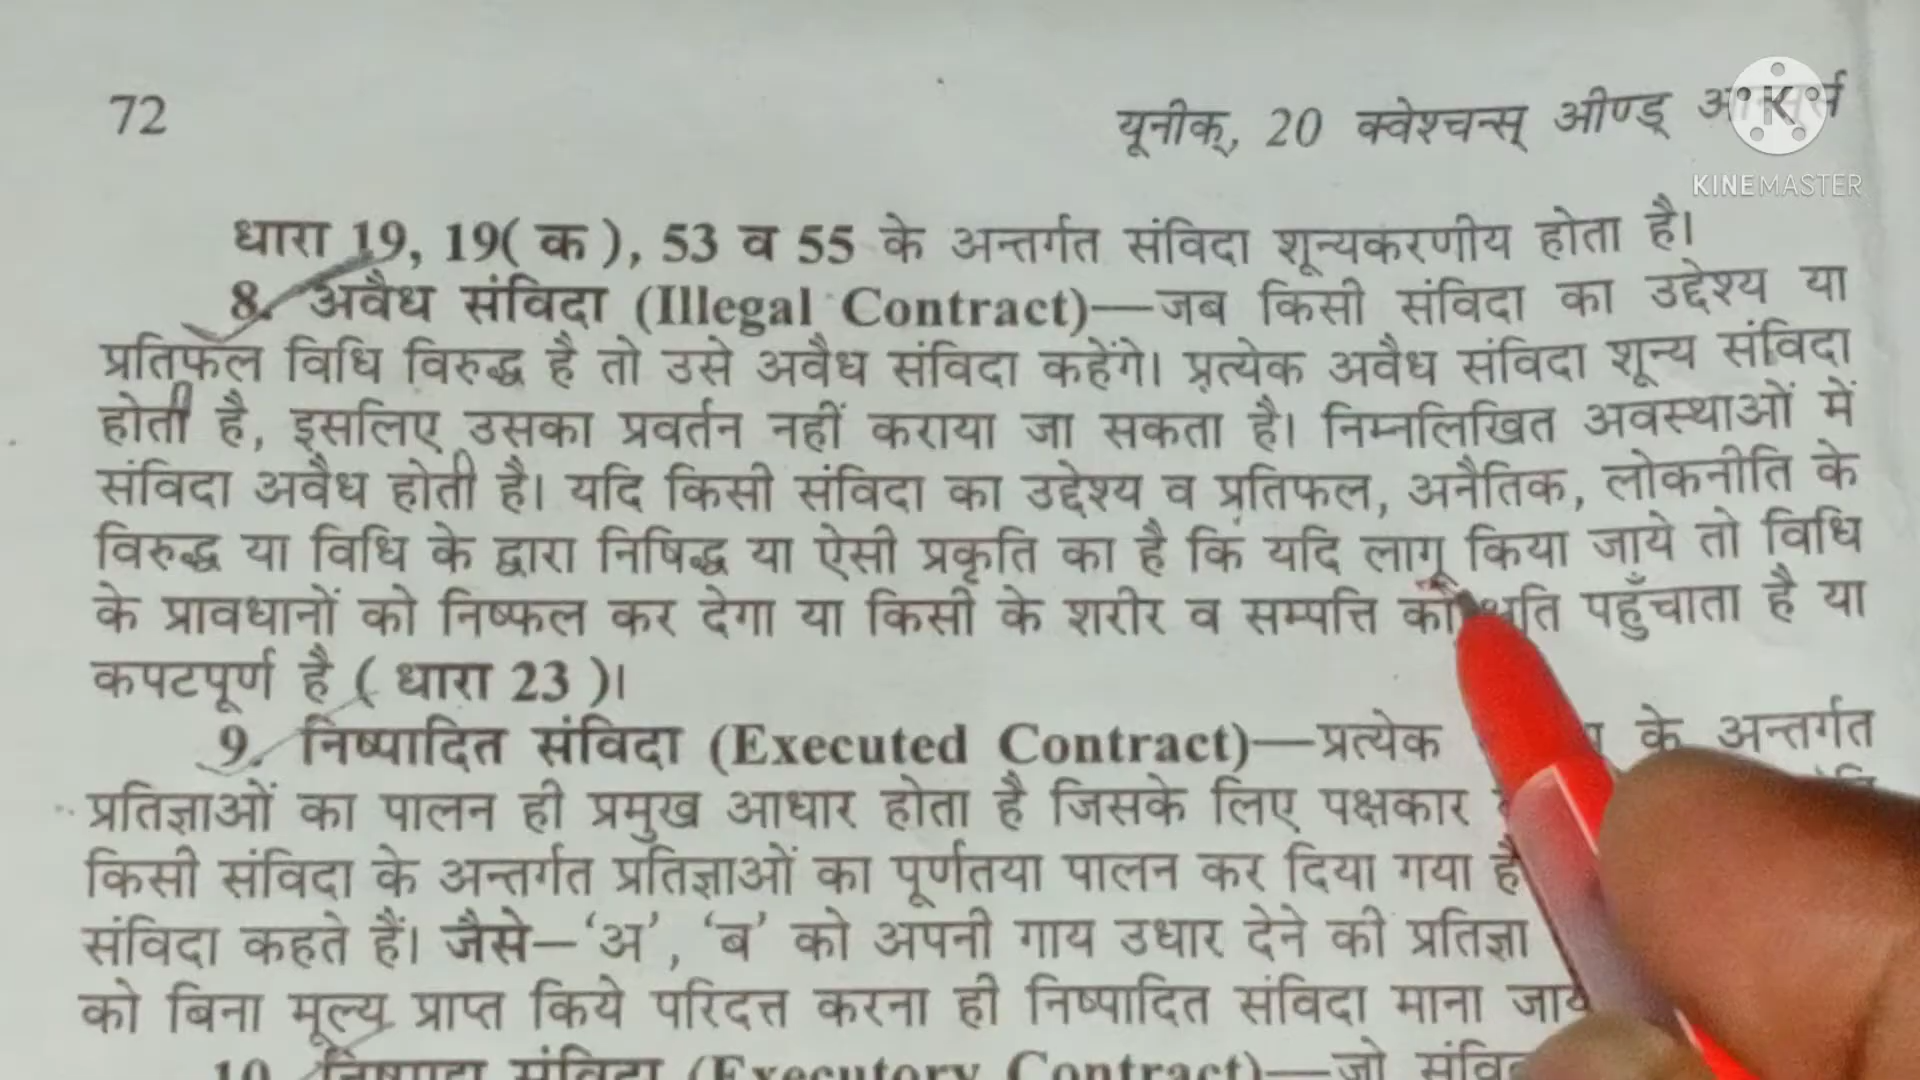 72
यूनीक्, 20 क्वेश्चन्स् ऐण्ड्
KINEMASTER
धारा 19, 19( क ), 53 व 55 के अन्तर्गत संविदा शून्यकरणीय होता है।
8. अवैध संविदा (Illegal Contract)—जब किसी संविदा का उद्देश्य या
प्रतिफल विधि विरुद्ध है तो उसे अवैध संविदा कहेंगे। प्रत्येक अवैध संविदा शून्य संविदा
होती है, इसलिए उसका प्रवर्तन नहीं कराया जा सकता है। निम्नलिखित अवस्थाओं में
संविदा अवैध होती है। यदि किसी संविदा का उद्देश्य व प्रतिफल, अनैतिक, लोकनीति के
विरुद्ध या विधि के द्वारा निषिद्ध या ऐसी प्रकृति का है कि यदि लागू किया जाये तो विधि
के प्रावधानों को निष्फल कर देगा या किसी के शरीर व सम्पत्ति को क्षति पहुँचाता है या
कपटपूर्ण है ( धारा 23 )।
9. निष्पादित संविदा (Executed Contract)—प्रत्येक के अन्तर्गत
प्रतिज्ञाओं का पालन ही प्रमुख आधार होता है जिसके लिए पक्षकार
किसी संविदा के अन्तर्गत प्रतिज्ञाओं का पूर्णतया पालन कर दिया गया है
संविदा कहते हैं। जैसे—‘अ’, ‘ब’ को अपनी गाय उधार देने की प्रतिज्ञा
को बिना मूल्य प्राप्त किये परिदत्त करना ही निष्पादित संविदा माना
10. संविदा (Executory Contract)—जो